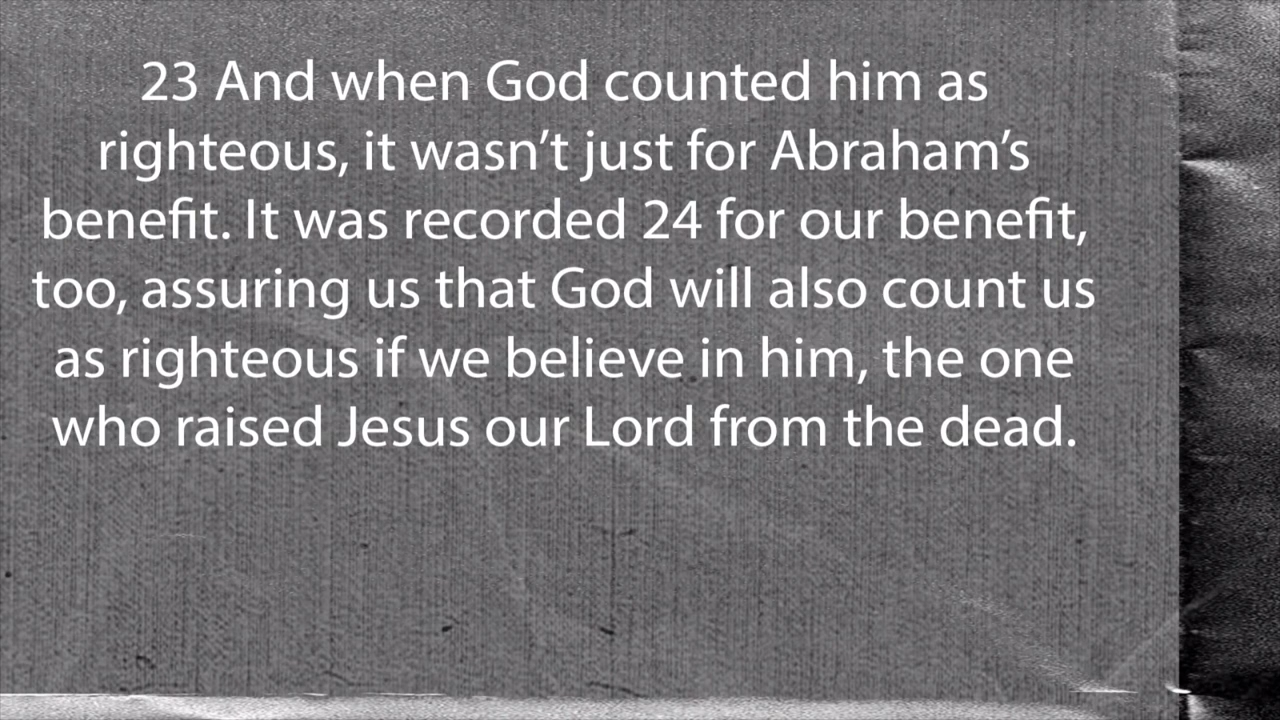 23 And when God counted him as
righteous, it wasn’t just for Abraham’s
benefit. It was recorded 24 for our benefit,
too, assuring us that God will also count us
as righteous if we believe in him, the one
who raised Jesus our Lord from the dead.